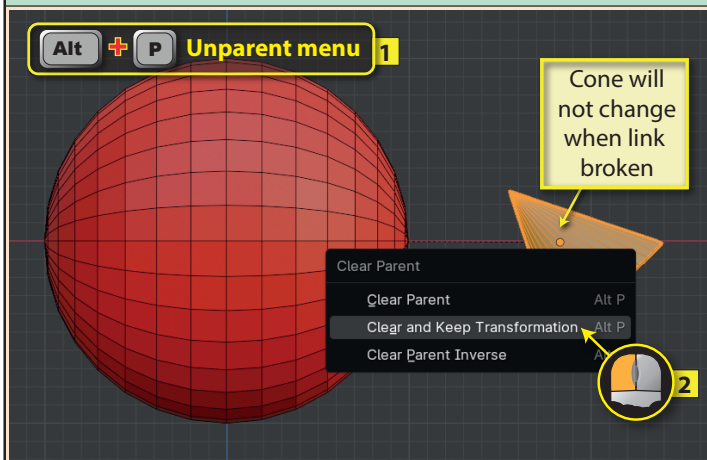 Alt + P Unparent menu 1
Cone will
not change
when link
broken
Clear Parent
Clear Parent Alt P
Clear and Keep Transformation Alt P
Clear Parent Inverse
2